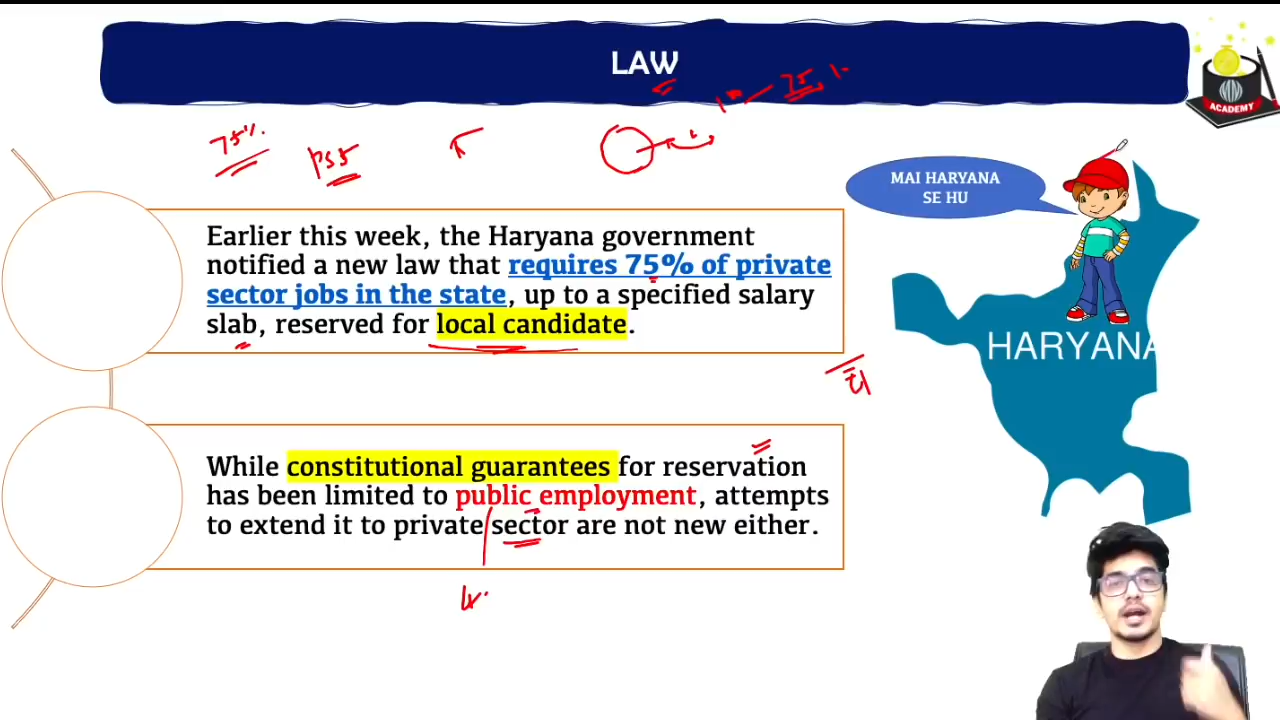 LAW
75%
ACADEMY
75%
MAI HARYANA
SE HU
Earlier this week, the Haryana government
notified a new law that requires 75% of private
sector jobs in the state, up to a specified salary
slab, reserved for local candidate.
HARYANA
While constitutional guarantees for reservation
has been limited to public employment, attempts
to extend it to private sector are not new either.